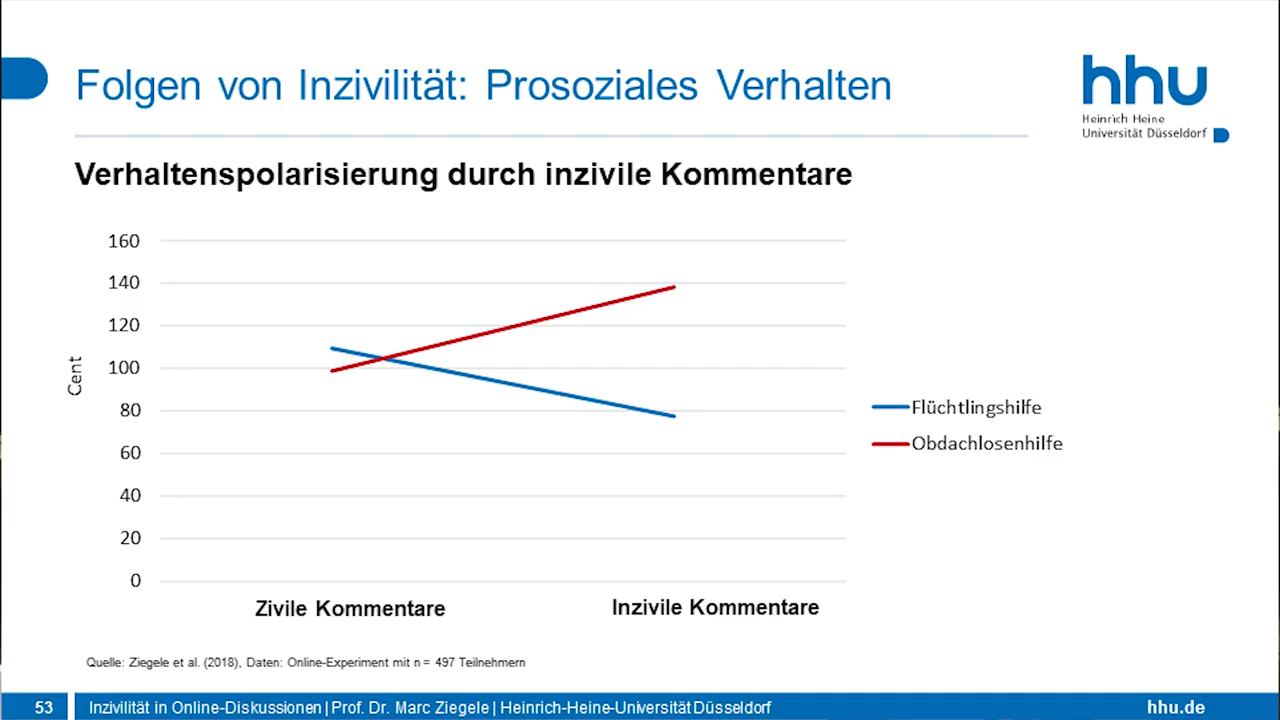 Folgen von Inzivilität: Prosoziales Verhalten
hhu
Heinrich Heine
Universität Düsseldorf
Verhaltenspolarisierung durch inzivile Kommentare
160
140
120
100
80
60
40
20
0
Cent
Flüchtlingshilfe
Obdachlosenhilfe
Zivile Kommentare
Inzivile Kommentare
Quelle: Ziegele et al. (2018), Daten: Online-Experiment mit n = 497 Teilnehmern
53 Inzivilität in Online-Diskussionen | Prof. Dr. Marc Ziegele | Heinrich-Heine-Universität Düsseldorf hhu.de